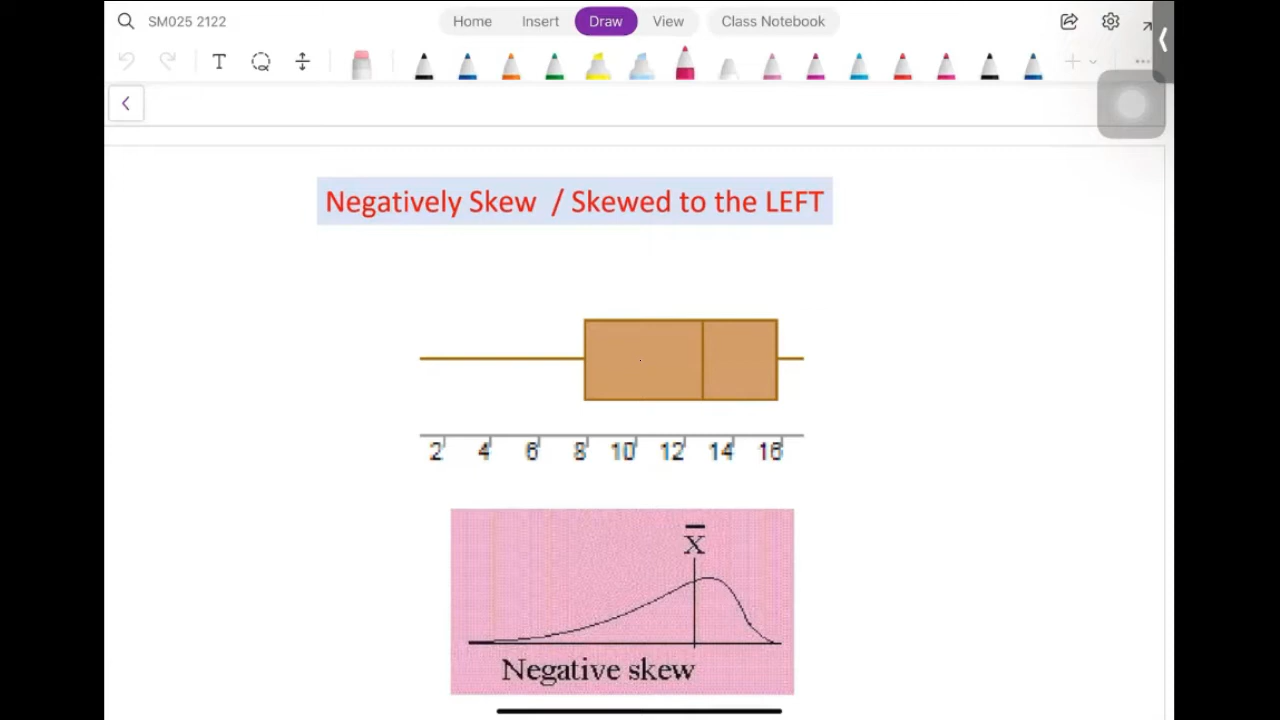 SM025 2122
Home Insert Draw View Class Notebook
T
Negatively Skew / Skewed to the LEFT
2 4 6 8 10 12 14 16
X̄
Negative skew